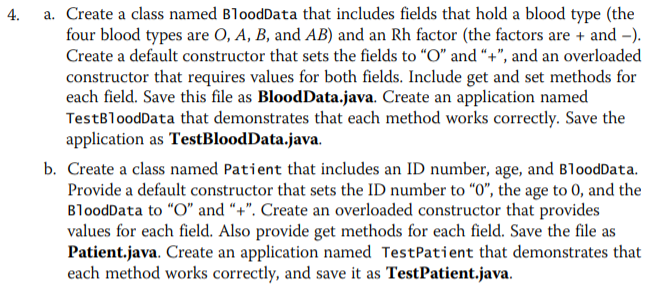 4. a. Create a class named BloodData that includes fields that hold a blood type (the
four blood types are O, A, B, and AB) and an Rh factor (the factors are + and –).
Create a default constructor that sets the fields to “O” and “+”, and an overloaded
constructor that requires values for both fields. Include get and set methods for
each field. Save this file as BloodData.java. Create an application named
TestBloodData that demonstrates that each method works correctly. Save the
application as TestBloodData.java.
b. Create a class named Patient that includes an ID number, age, and BloodData.
Provide a default constructor that sets the ID number to “0”, the age to 0, and the
BloodData to “O” and “+”. Create an overloaded constructor that provides
values for each field. Also provide get methods for each field. Save the file as
Patient.java. Create an application named TestPatient that demonstrates that
each method works correctly, and save it as TestPatient.java.